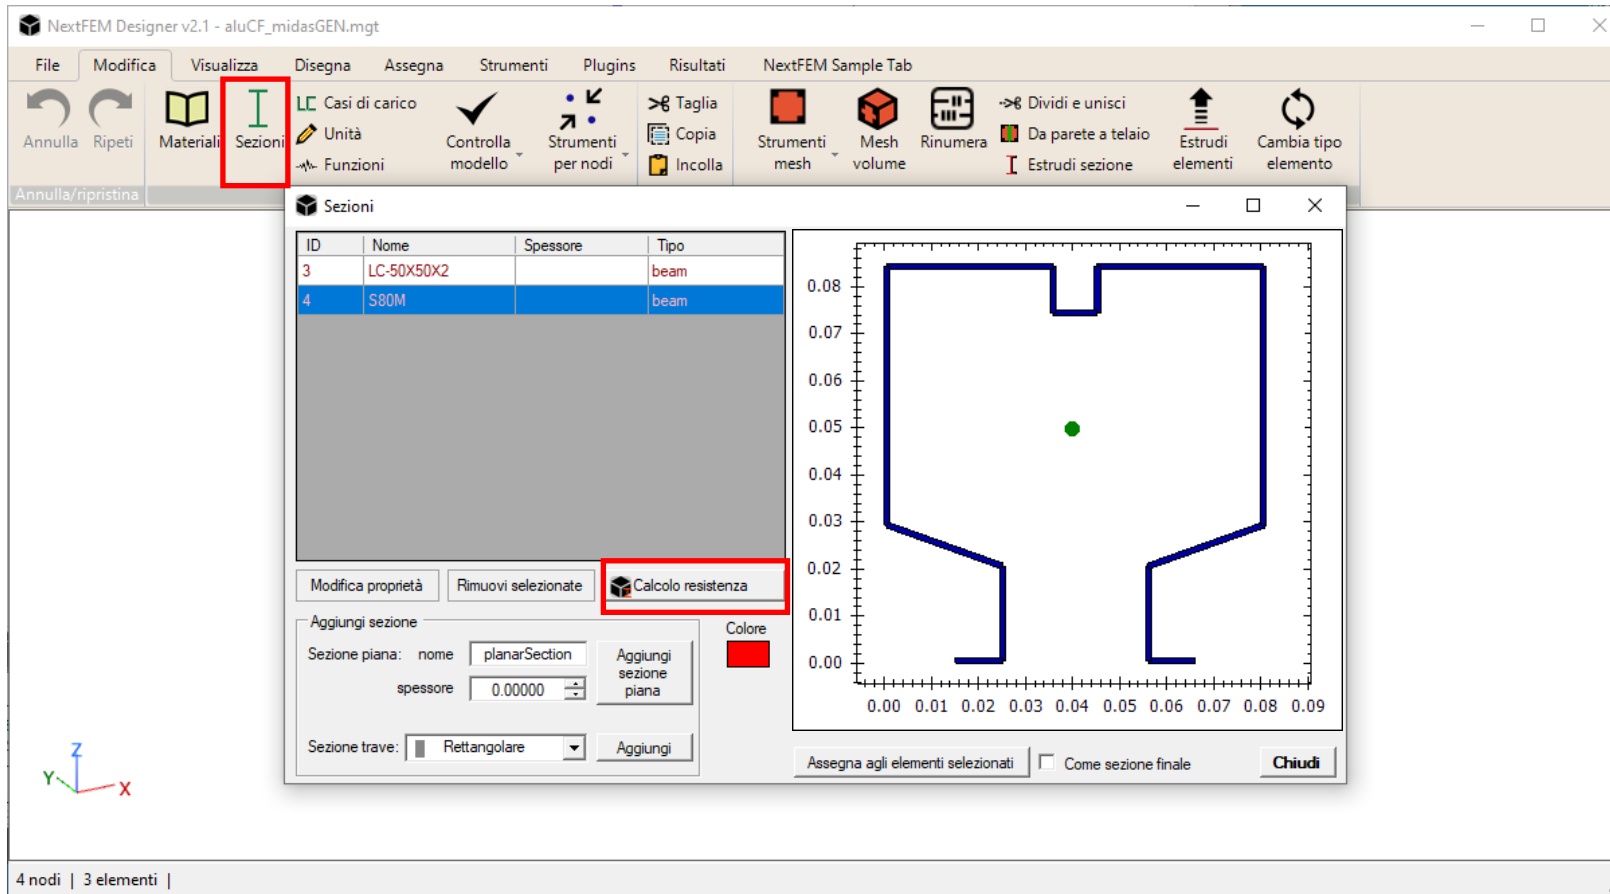 NextFEM Designer v2.1 - aluCF_midasGEN.mgt
File Modifica Visualizza Disegna Assegna Strumenti Plugins Risultati NextFEM Sample Tab
Annulla Ripeti
Materiali Sezioni
LC Casi di carico
Unità
Funzioni
Controlla
modello
Strumenti
per nodi
Taglia
Copia
Incolla
Strumenti
mesh
Mesh
volume
Rinumera
Dividi e unisci
Da parete a telaio
Estrudi sezione
Estrudi
elementi
Cambia tipo
elemento
Annulla/ripristina
Sezioni
ID Nome Spessore Tipo
3 LC-50X50X2 beam
4 S80M beam
Modifica proprietà Rimuovi selezionate Calcolo resistenza
Aggiungi sezione
Sezione piana: nome planarSection
spessore 0.00000
Aggiungi
sezione
piana
Sezione trave: Rettangolare Aggiungi
Colore
0.08
0.07
0.06
0.05
0.04
0.03
0.02
0.01
0.00
0.00 0.01 0.02 0.03 0.04 0.05 0.06 0.07 0.08 0.09
Assegna agli elementi selezionati Come sezione finale Chiudi
Z
Y
X
4 nodi | 3 elementi |